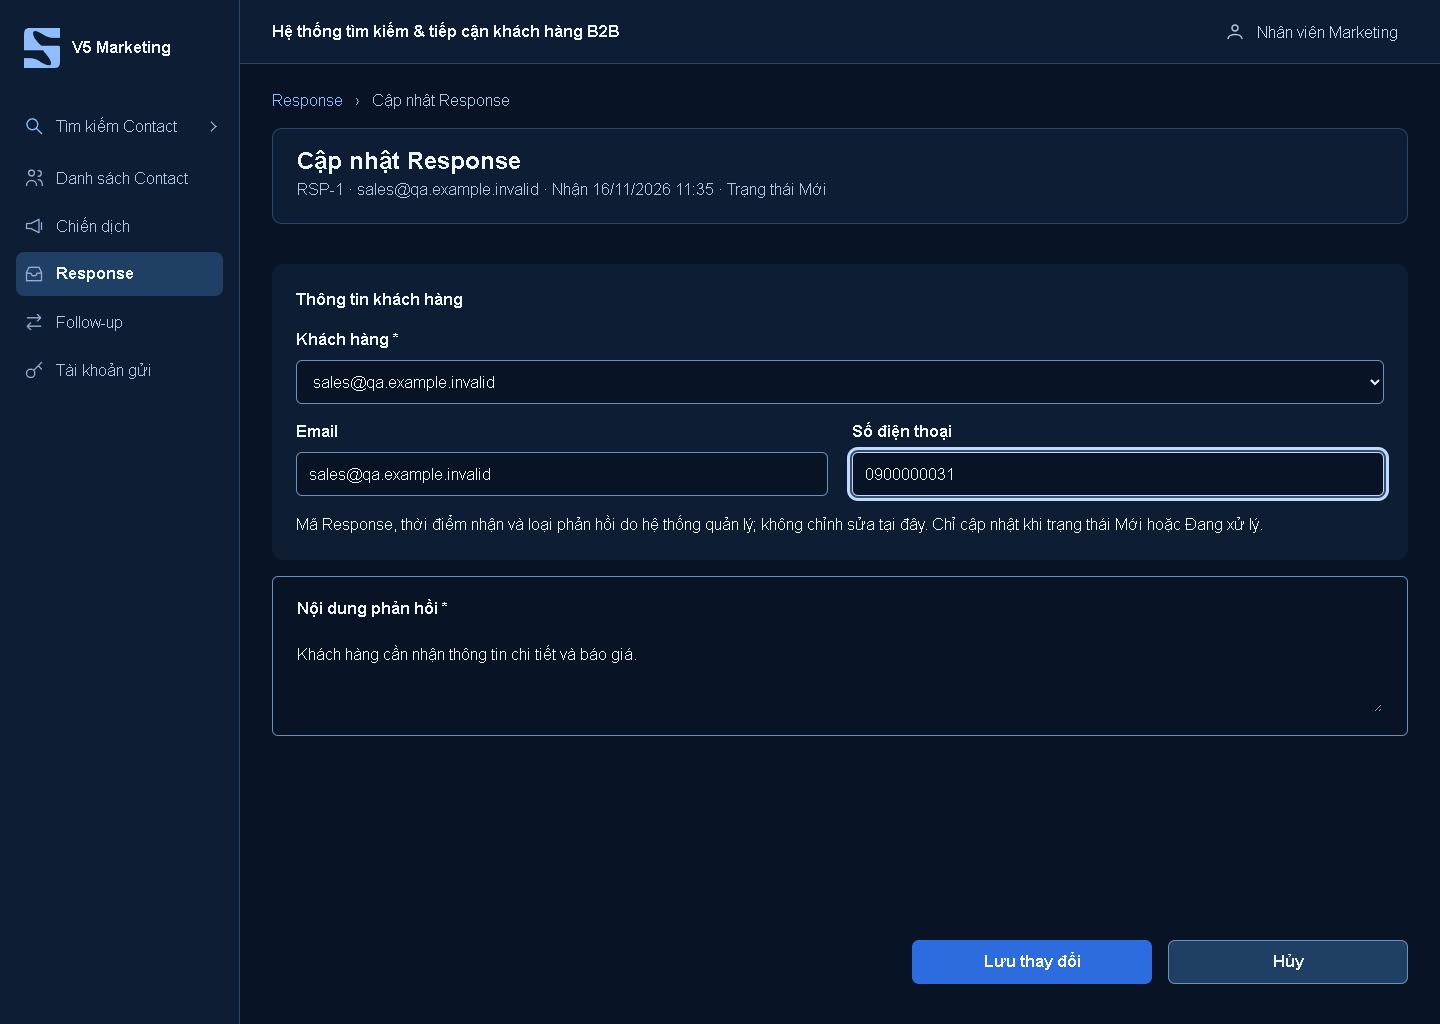 V5 Marketing
Hệ thống tìm kiếm & tiếp cận khách hàng B2B
Nhân viên Marketing
Tìm kiếm Contact
Danh sách Contact
Chiến dịch
Response
Follow-up
Tài khoản gửi
Response › Cập nhật Response
Cập nhật Response
RSP-1 · sales@qa.example.invalid · Nhận 16/11/2026 11:35 · Trạng thái Mới
Thông tin khách hàng
Khách hàng *
sales@qa.example.invalid
Email
sales@qa.example.invalid
Số điện thoại
0900000031
Mã Response, thời điểm nhận và loại phản hồi do hệ thống quản lý; không chỉnh sửa tại đây. Chỉ cập nhật khi trạng thái Mới hoặc Đang xử lý.
Nội dung phản hồi *
Khách hàng cần nhận thông tin chi tiết và báo giá.
Lưu thay đổi
Hủy